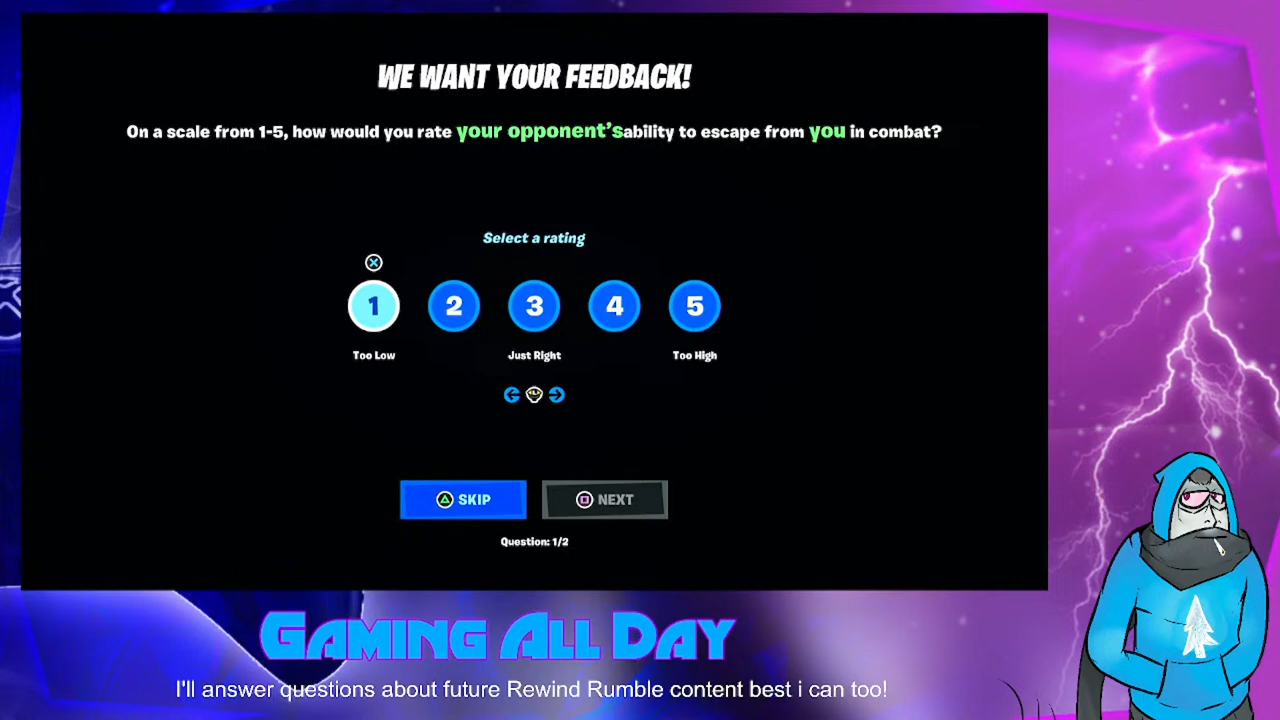 WE WANT YOUR FEEDBACK!
On a scale from 1-5, how would you rate your opponent'sability to escape from you in combat?
Select a rating
1 2 3 4 5
Too Low Just Right Too High
L
SKIP NEXT
Question: 1/2
GAMING ALL DAY
I'll answer questions about future Rewind Rumble content best i can too!